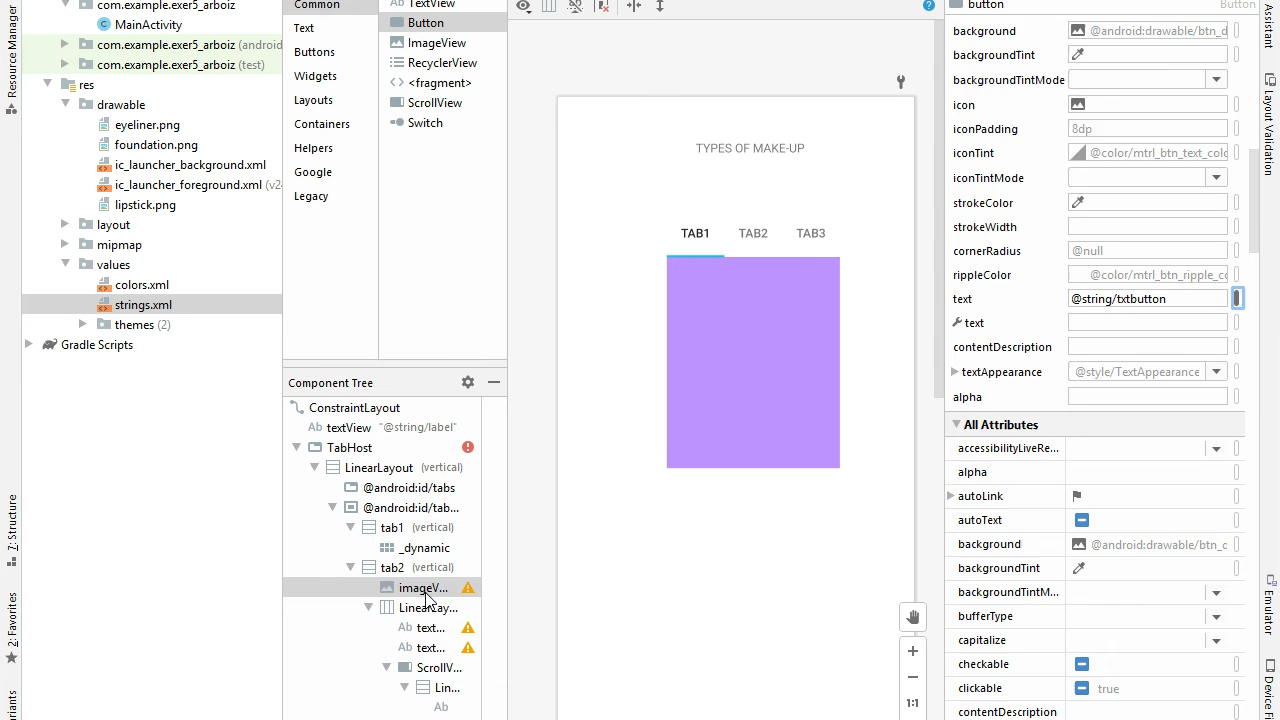 Resource Manager
7: Structure
2: Favorites
com.example.exer5_arboiz
MainActivity
com.example.exer5_arboiz (android
com.example.exer5_arboiz (test)
res
drawable
eyeliner.png
foundation.png
ic_launcher_background.xml
ic_launcher_foreground.xml (v2
lipstick.png
layout
mipmap
values
colors.xml
strings.xml
themes (2)
Gradle Scripts
Common
Text
Buttons
Widgets
Layouts
Containers
Helpers
Google
Legacy
TextView
Button
ImageView
RecyclerView
<fragment>
ScrollView
Switch
Component Tree
ConstraintLayout
Ab textView "@string/label"
TabHost
LinearLayout (vertical)
@android:id/tabs
@android:id/tab...
tab1 (vertical)
_dynamic
tab2 (vertical)
imageV...
LinearLay...
Ab text...
Ab text...
ScrollV...
Lin...
Ab
TYPES OF MAKE-UP
TAB1 TAB2 TAB3
1:1
button Button
background @android:drawable/btn_d
backgroundTint
backgroundTintMode
icon
iconPadding 8dp
iconTint @color/mtrl_btn_text_colo
iconTintMode
strokeColor
strokeWidth
cornerRadius @null
rippleColor @color/mtrl_btn_ripple_co
text @string/txtbutton
text
contentDescription
textAppearance @style/TextAppearance
alpha
All Attributes
accessibilityLiveRe...
alpha
autoLink
autoText
background @android:drawable/btn_d
backgroundTint
backgroundTintM...
bufferType
capitalize
checkable
clickable true
contentDescription
Assistant
Layout Validation
Emulator